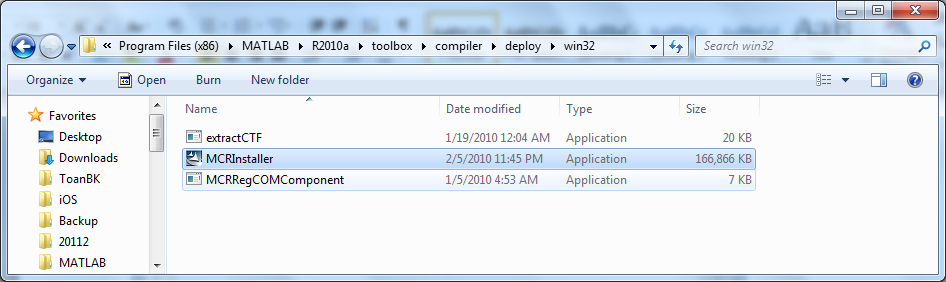 « Program Files (x86) ▸ MATLAB ▸ R2010a ▸ toolbox ▸ compiler ▸ deploy ▸ win32
Search win32
Organize Open Burn New folder
Favorites
Desktop
Downloads
ToanBK
iOS
Backup
20112
MATLAB
Name Date modified Type Size
extractCTF 1/19/2010 12:04 AM Application 20 KB
MCRInstaller 2/5/2010 11:45 PM Application 166,866 KB
MCRRegCOMComponent 1/5/2010 4:53 AM Application 7 KB